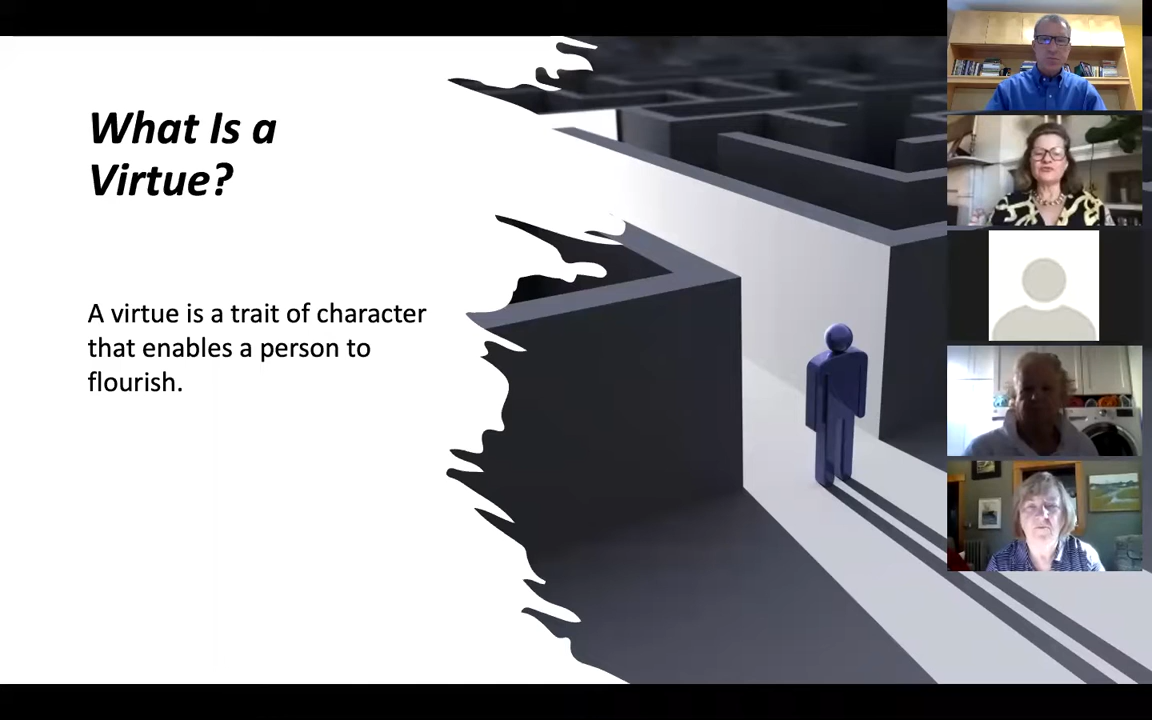 What Is a
Virtue?
A virtue is a trait of character
that enables a person to
flourish.